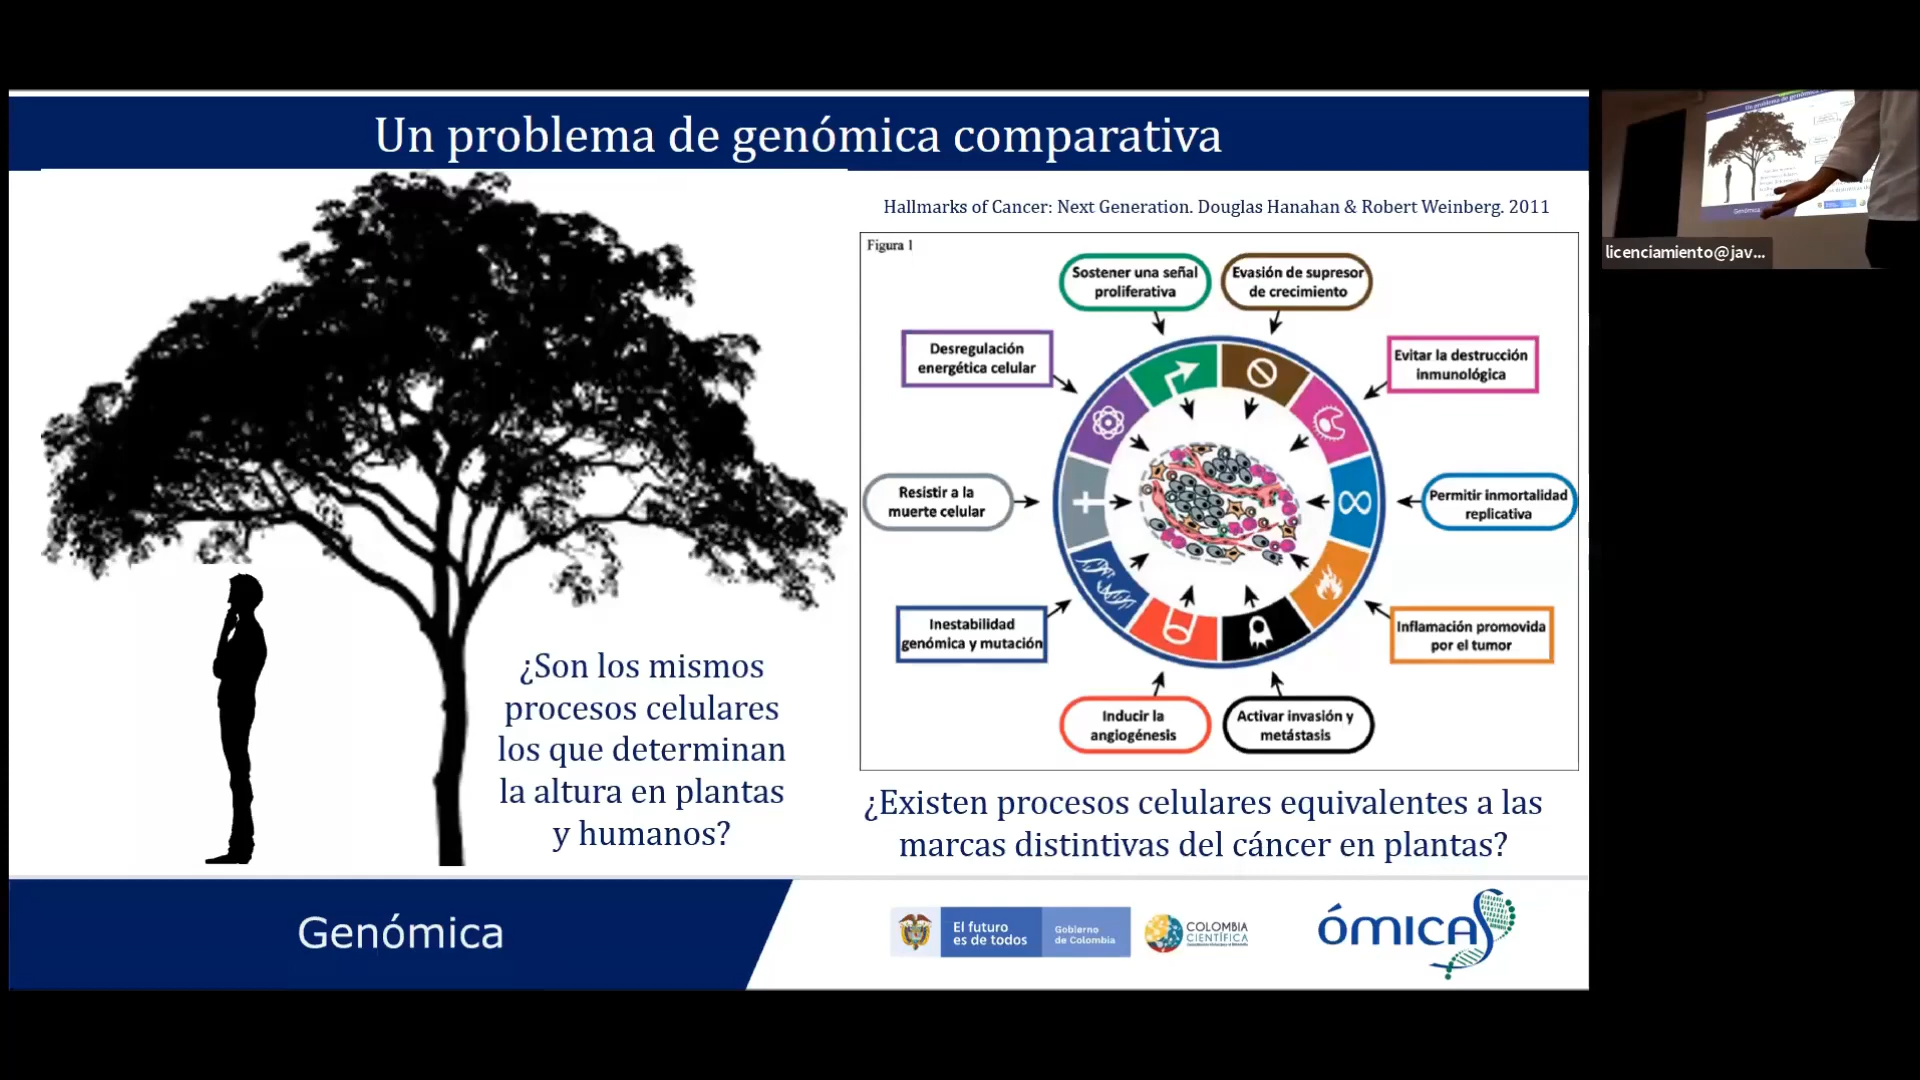 Un problema de genómica comparativa
Hallmarks of Cancer: Next Generation. Douglas Hanahan & Robert Weinberg. 2011
Figura 1
Sostener una señal
proliferativa
Evasión de supresor
de crecimiento
Desregulación
energética celular
Evitar la destrucción
inmunológica
Resistir a la
muerte celular
Permitir inmortalidad
replicativa
Inestabilidad
genómica y mutación
Inflamación promovida
por el tumor
Inducir la
angiogénesis
Activar invasión y
metástasis
¿Son los mismos
procesos celulares
los que determinan
la altura en plantas
y humanos?
¿Existen procesos celulares equivalentes a las
marcas distintivas del cáncer en plantas?
Genómica
El futuro
es de todos
Gobierno
de Colombia
COLOMBIA
CIENTÍFICA
ÓMICAS
licenciamiento@jav...
Genómica